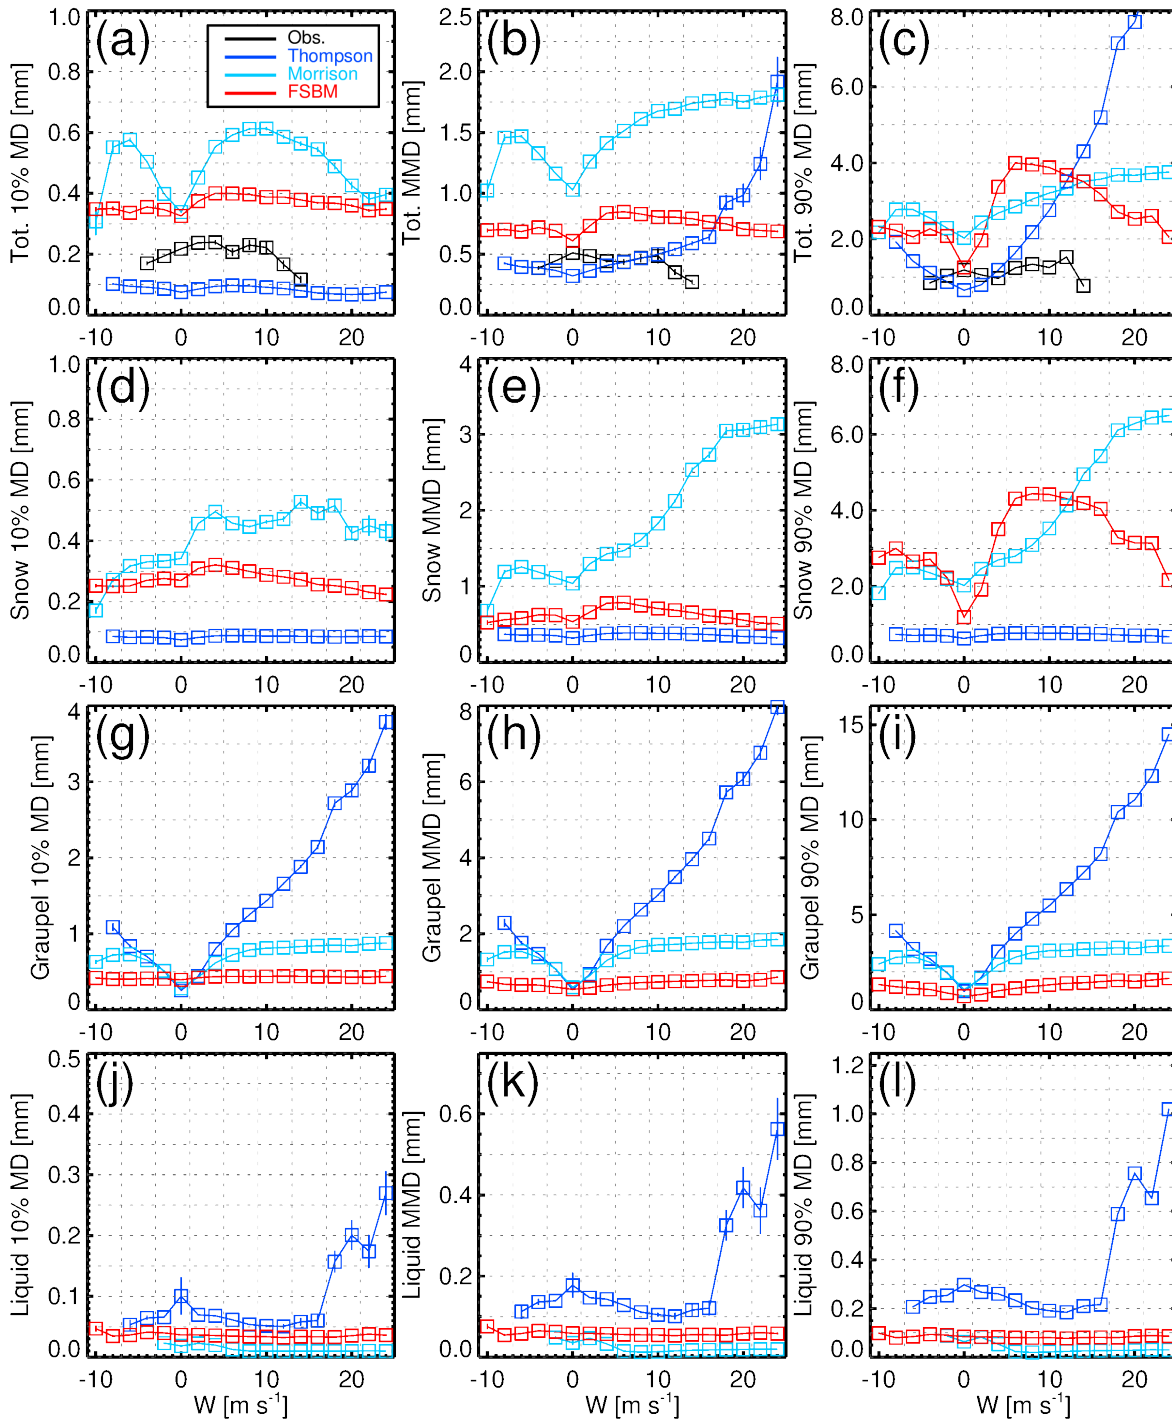 (a)
Obs.
Thompson
Morrison
FSBM
Tot. 10% MD [mm]
1.0
0.8
0.6
0.4
0.2
0.0
-10 0 10 20
(b)
Tot. MMD [mm]
2.5
2.0
1.5
1.0
0.5
0.0
-10 0 10 20
(c)
Tot. 90% MD [mm]
8.0
6.0
4.0
2.0
0.0
-10 0 10 20
(d)
Snow 10% MD [mm]
1.0
0.8
0.6
0.4
0.2
0.0
-10 0 10 20
(e)
Snow MMD [mm]
4
3
2
1
0
-10 0 10 20
(f)
Snow 90% MD [mm]
8.0
6.0
4.0
2.0
0.0
-10 0 10 20
(g)
Graupel 10% MD [mm]
4
3
2
1
0
-10 0 10 20
(h)
Graupel MMD [mm]
8
6
4
2
0
-10 0 10 20
(i)
Graupel 90% MD [mm]
15
10
5
0
-10 0 10 20
(j)
Liquid 10% MD [mm]
0.5
0.4
0.3
0.2
0.1
0.0
-10 0 10 20
W [m s⁻¹]
(k)
Liquid MMD [mm]
0.6
0.4
0.2
0.0
-10 0 10 20
W [m s⁻¹]
(l)
Liquid 90% MD [mm]
1.2
1.0
0.8
0.6
0.4
0.2
0.0
-10 0 10 20
W [m s⁻¹]